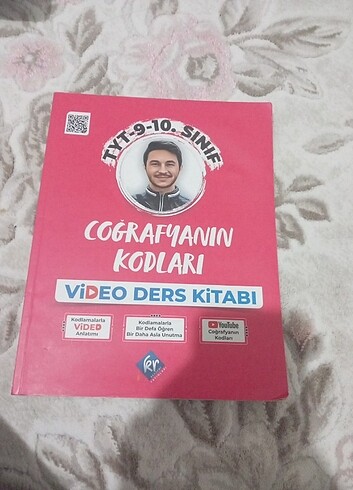 TYT-9-10. SINIF
COĞRAFYANIN
KODLARI
VİDEO DERS KİTABI
Kodlamalarla
VİDEO
Anlatımı
Kodlamalarla
Bir Defa Öğren
Bir Daha Asla Unutma
YouTube
Coğrafyanın
Kodları
kr